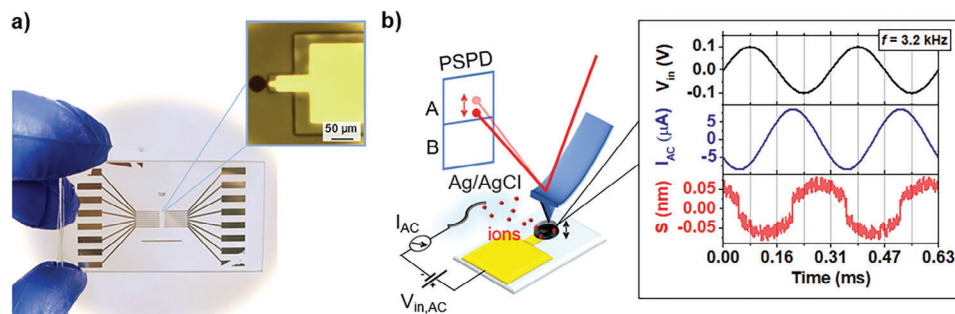 a)
50 µm
TOP
b)
PSPD
A
B
Ag/AgCl
ions
I_AC
V_in,AC
f = 3.2 kHz
V_in (V)
0.1
0.0
-0.1
I_AC (µA)
5
0
-5
S (nm)
0.05
0.00
-0.05
0.00 0.16 0.31 0.47 0.63
Time (ms)